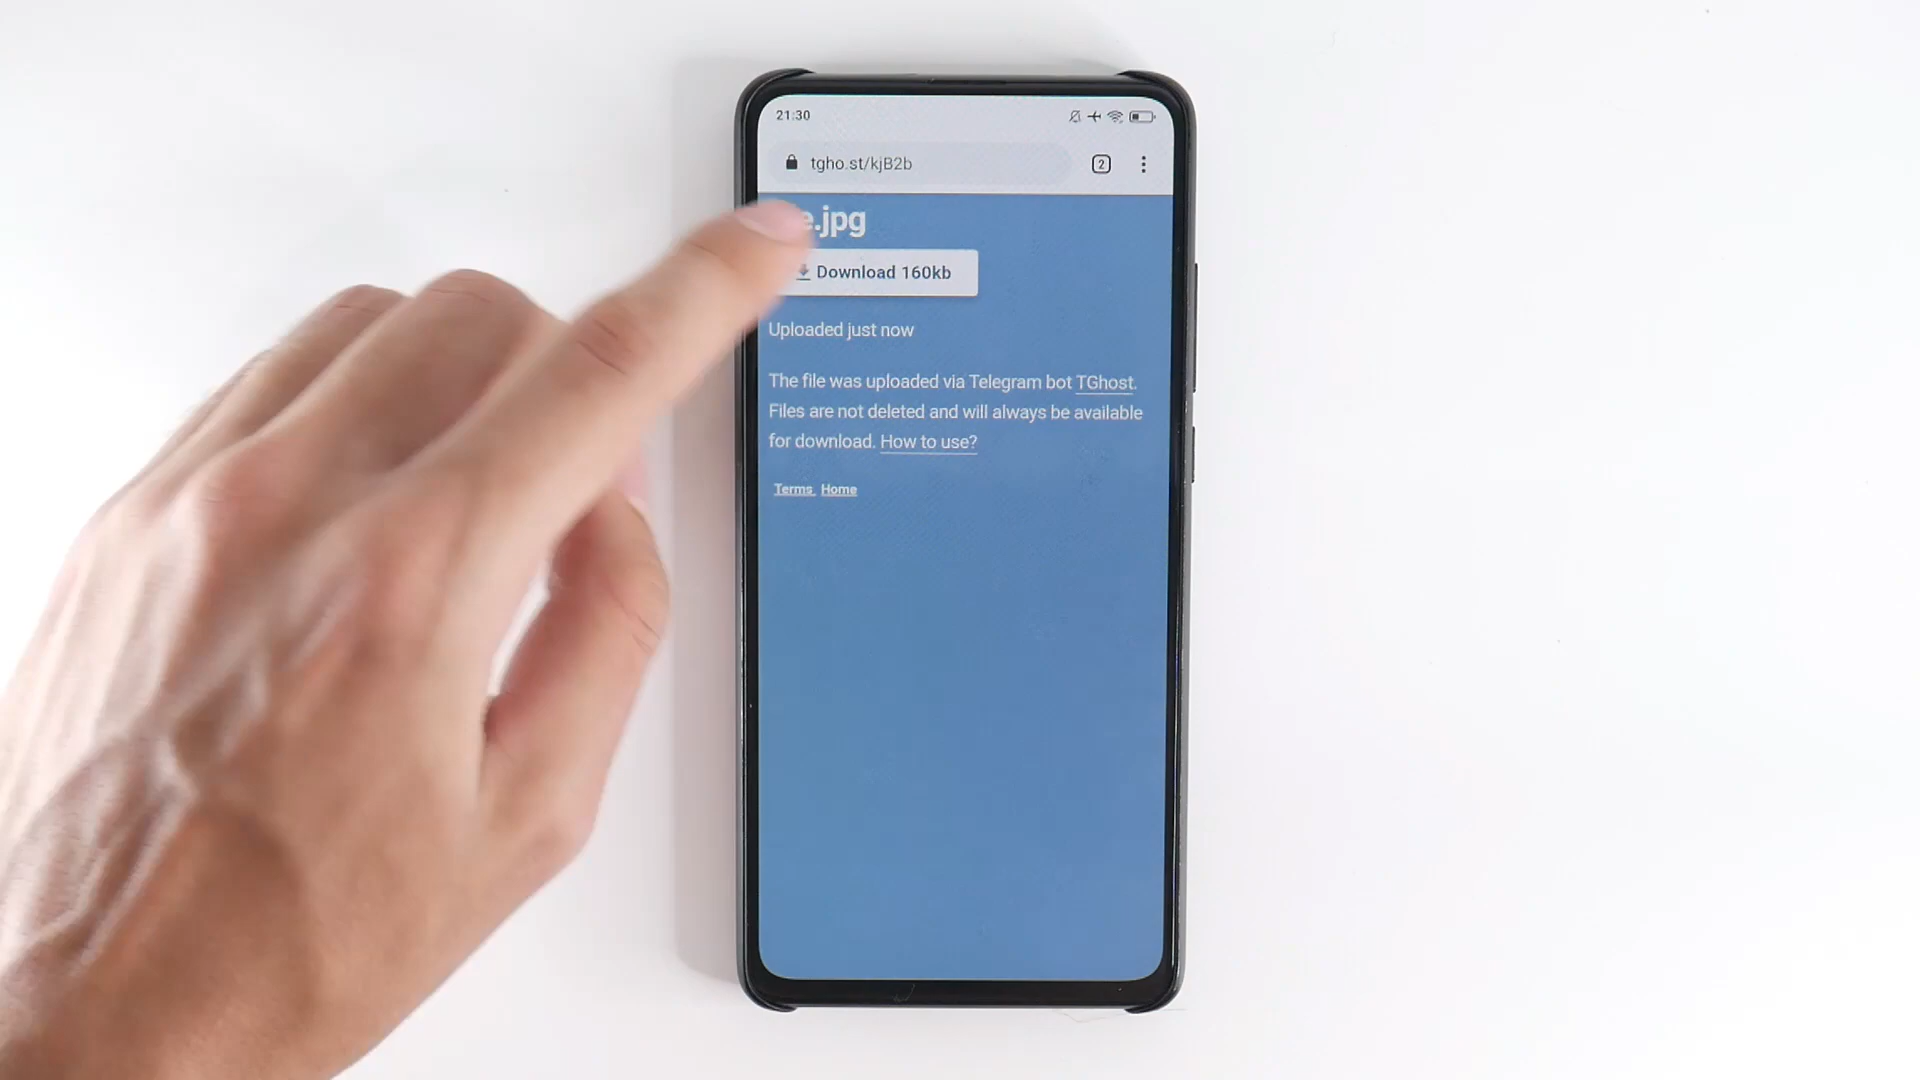 21:30
tgho.st/kjB2b
2
e.jpg
Download 160kb
Uploaded just now
The file was uploaded via Telegram bot TGhost.
Files are not deleted and will always be available
for download. How to use?
Terms Home